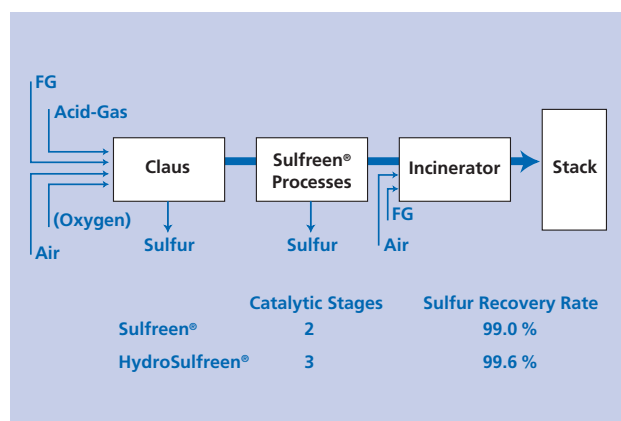 FG
Acid-Gas
Claus
Sulfreen®
Processes
Incinerator
Stack
(Oxygen)
Air
Sulfur
Sulfur
FG
Air
Catalytic Stages Sulfur Recovery Rate
Sulfreen® 2 99.0 %
HydroSulfreen® 3 99.6 %